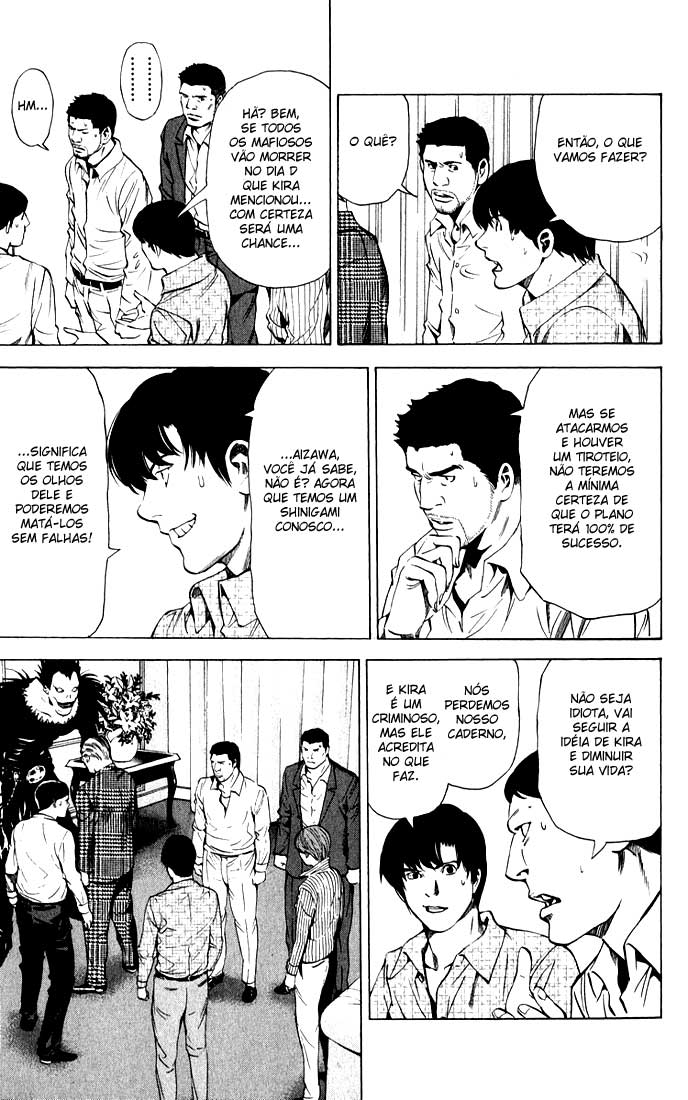 ENTÃO, O QUE
VAMOS FAZER?
O QUÊ?
HÃ? BEM,
SE TODOS
OS MAFIOSOS
VÃO MORRER
NO DIA D
QUE KIRA
MENCIONOU...
COM CERTEZA
SERÁ UMA
CHANCE...
........
HM...
MAS SE
ATACARMOS
E HOUVER
UM TIROTEIO,
NÃO TEREMOS
A MÍNIMA
CERTEZA DE
QUE O PLANO
TERÁ 100% DE
SUCESSO.
...AIZAWA,
VOCÊ JÁ SABE,
NÃO É? AGORA
QUE TEMOS UM
SHINIGAMI
CONOSCO...
...SIGNIFICA
QUE TEMOS
OS OLHOS
DELE E
PODEREMOS
MATÁ-LOS
SEM FALHAS!
NÃO SEJA
IDIOTA, VAI
SEGUIR A
IDÉIA DE KIRA
E DIMINUIR
SUA VIDA?
NÓS
PERDEMOS
NOSSO
CADERNO,
E KIRA
É UM
CRIMINOSO,
MAS ELE
ACREDITA
NO QUE
FAZ.